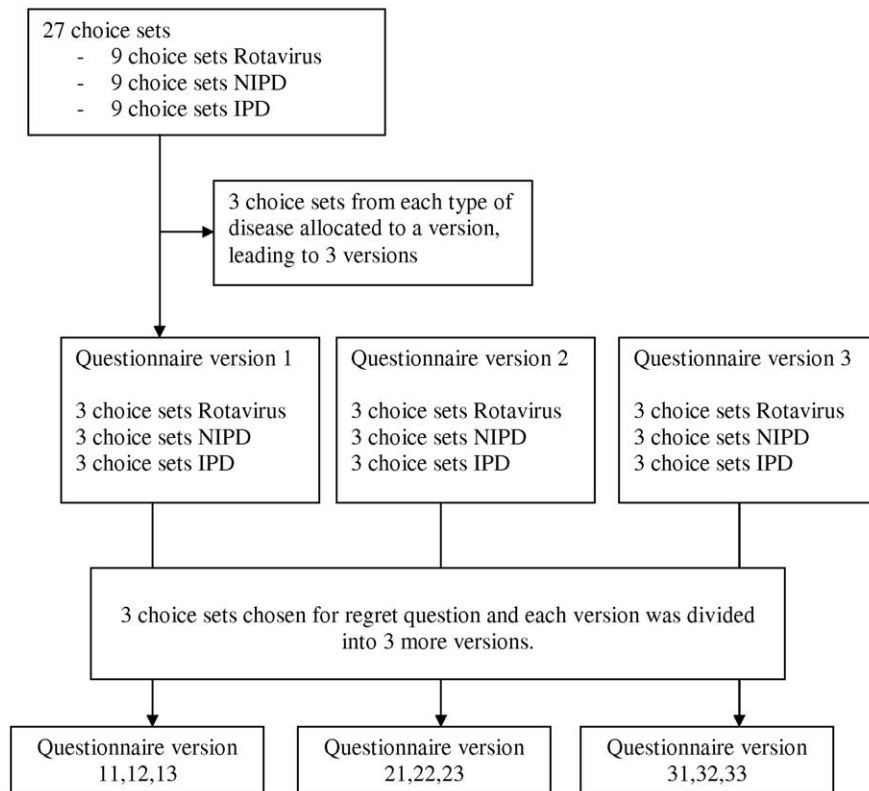 27 choice sets
- 9 choice sets Rotavirus
- 9 choice sets NIPD
- 9 choice sets IPD
3 choice sets from each type of
disease allocated to a version,
leading to 3 versions
Questionnaire version 1
3 choice sets Rotavirus
3 choice sets NIPD
3 choice sets IPD
Questionnaire version 2
3 choice sets Rotavirus
3 choice sets NIPD
3 choice sets IPD
Questionnaire version 3
3 choice sets Rotavirus
3 choice sets NIPD
3 choice sets IPD
3 choice sets chosen for regret question and each version was divided
into 3 more versions.
Questionnaire version
11,12,13
Questionnaire version
21,22,23
Questionnaire version
31,32,33